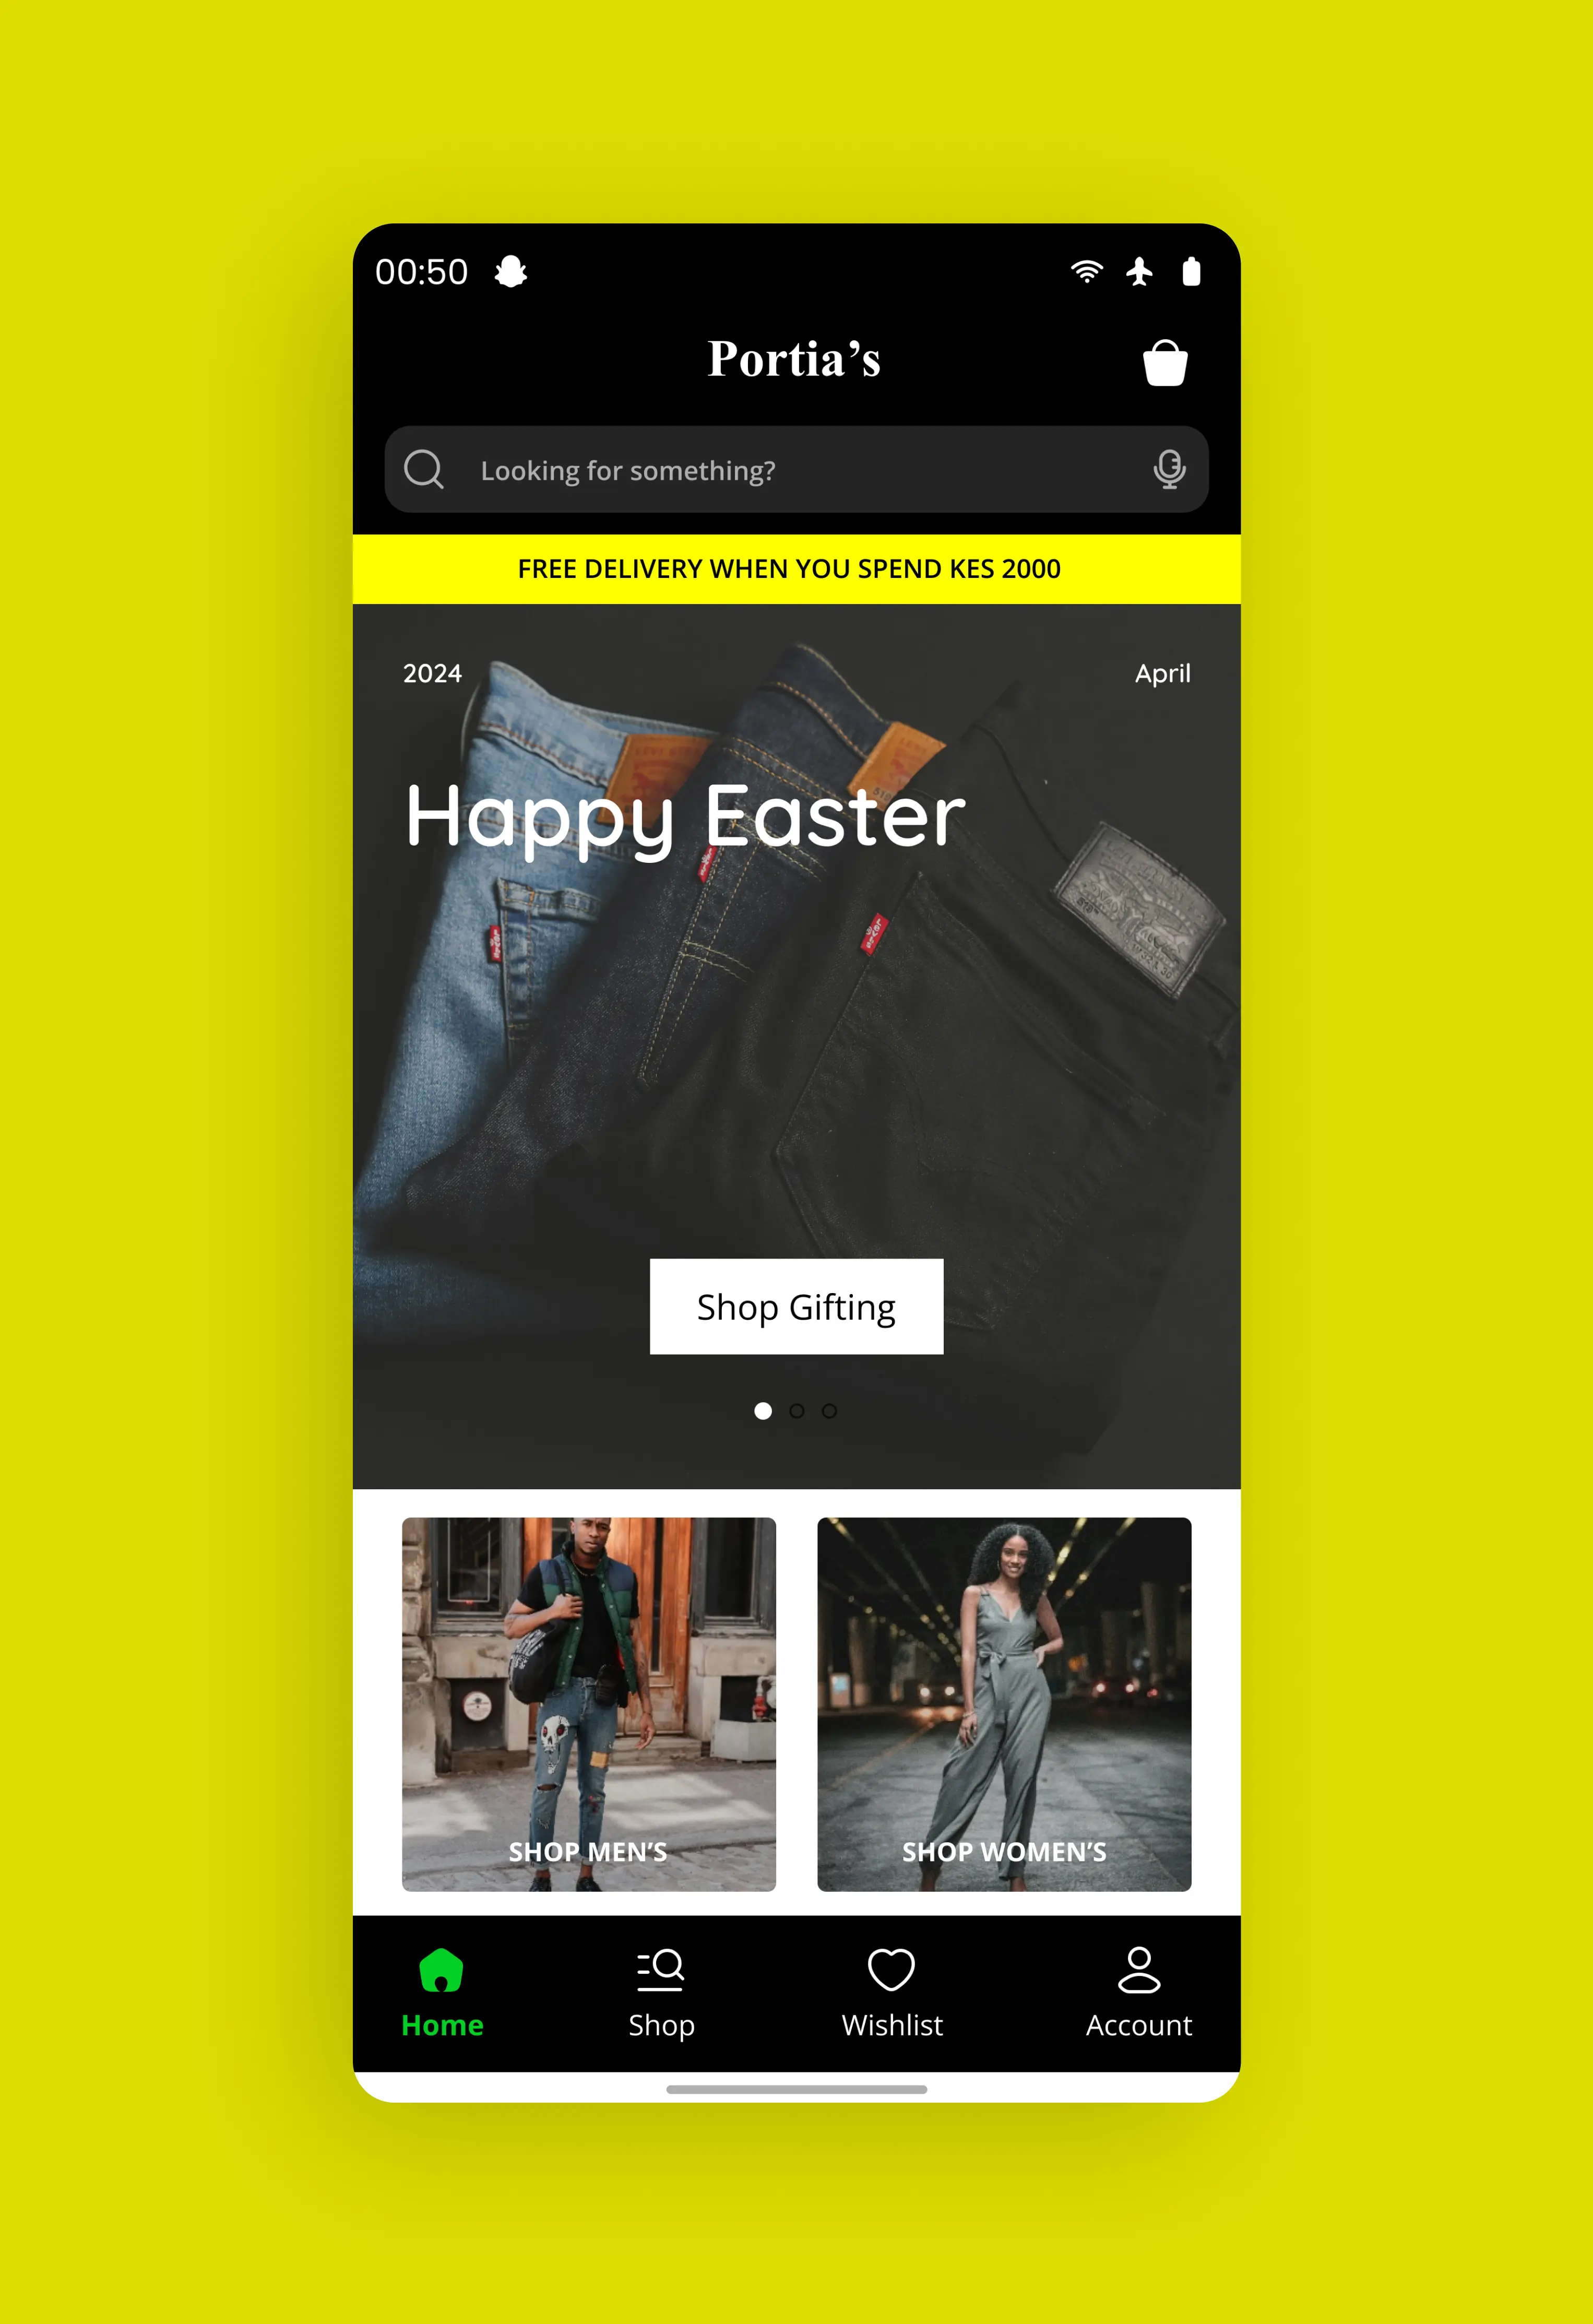 00:50
Portia’s
Looking for something?
FREE DELIVERY WHEN YOU SPEND KES 2000
2024
April
Happy Easter
Shop Gifting
SHOP MEN’S
SHOP WOMEN’S
Home
Shop
Wishlist
Account